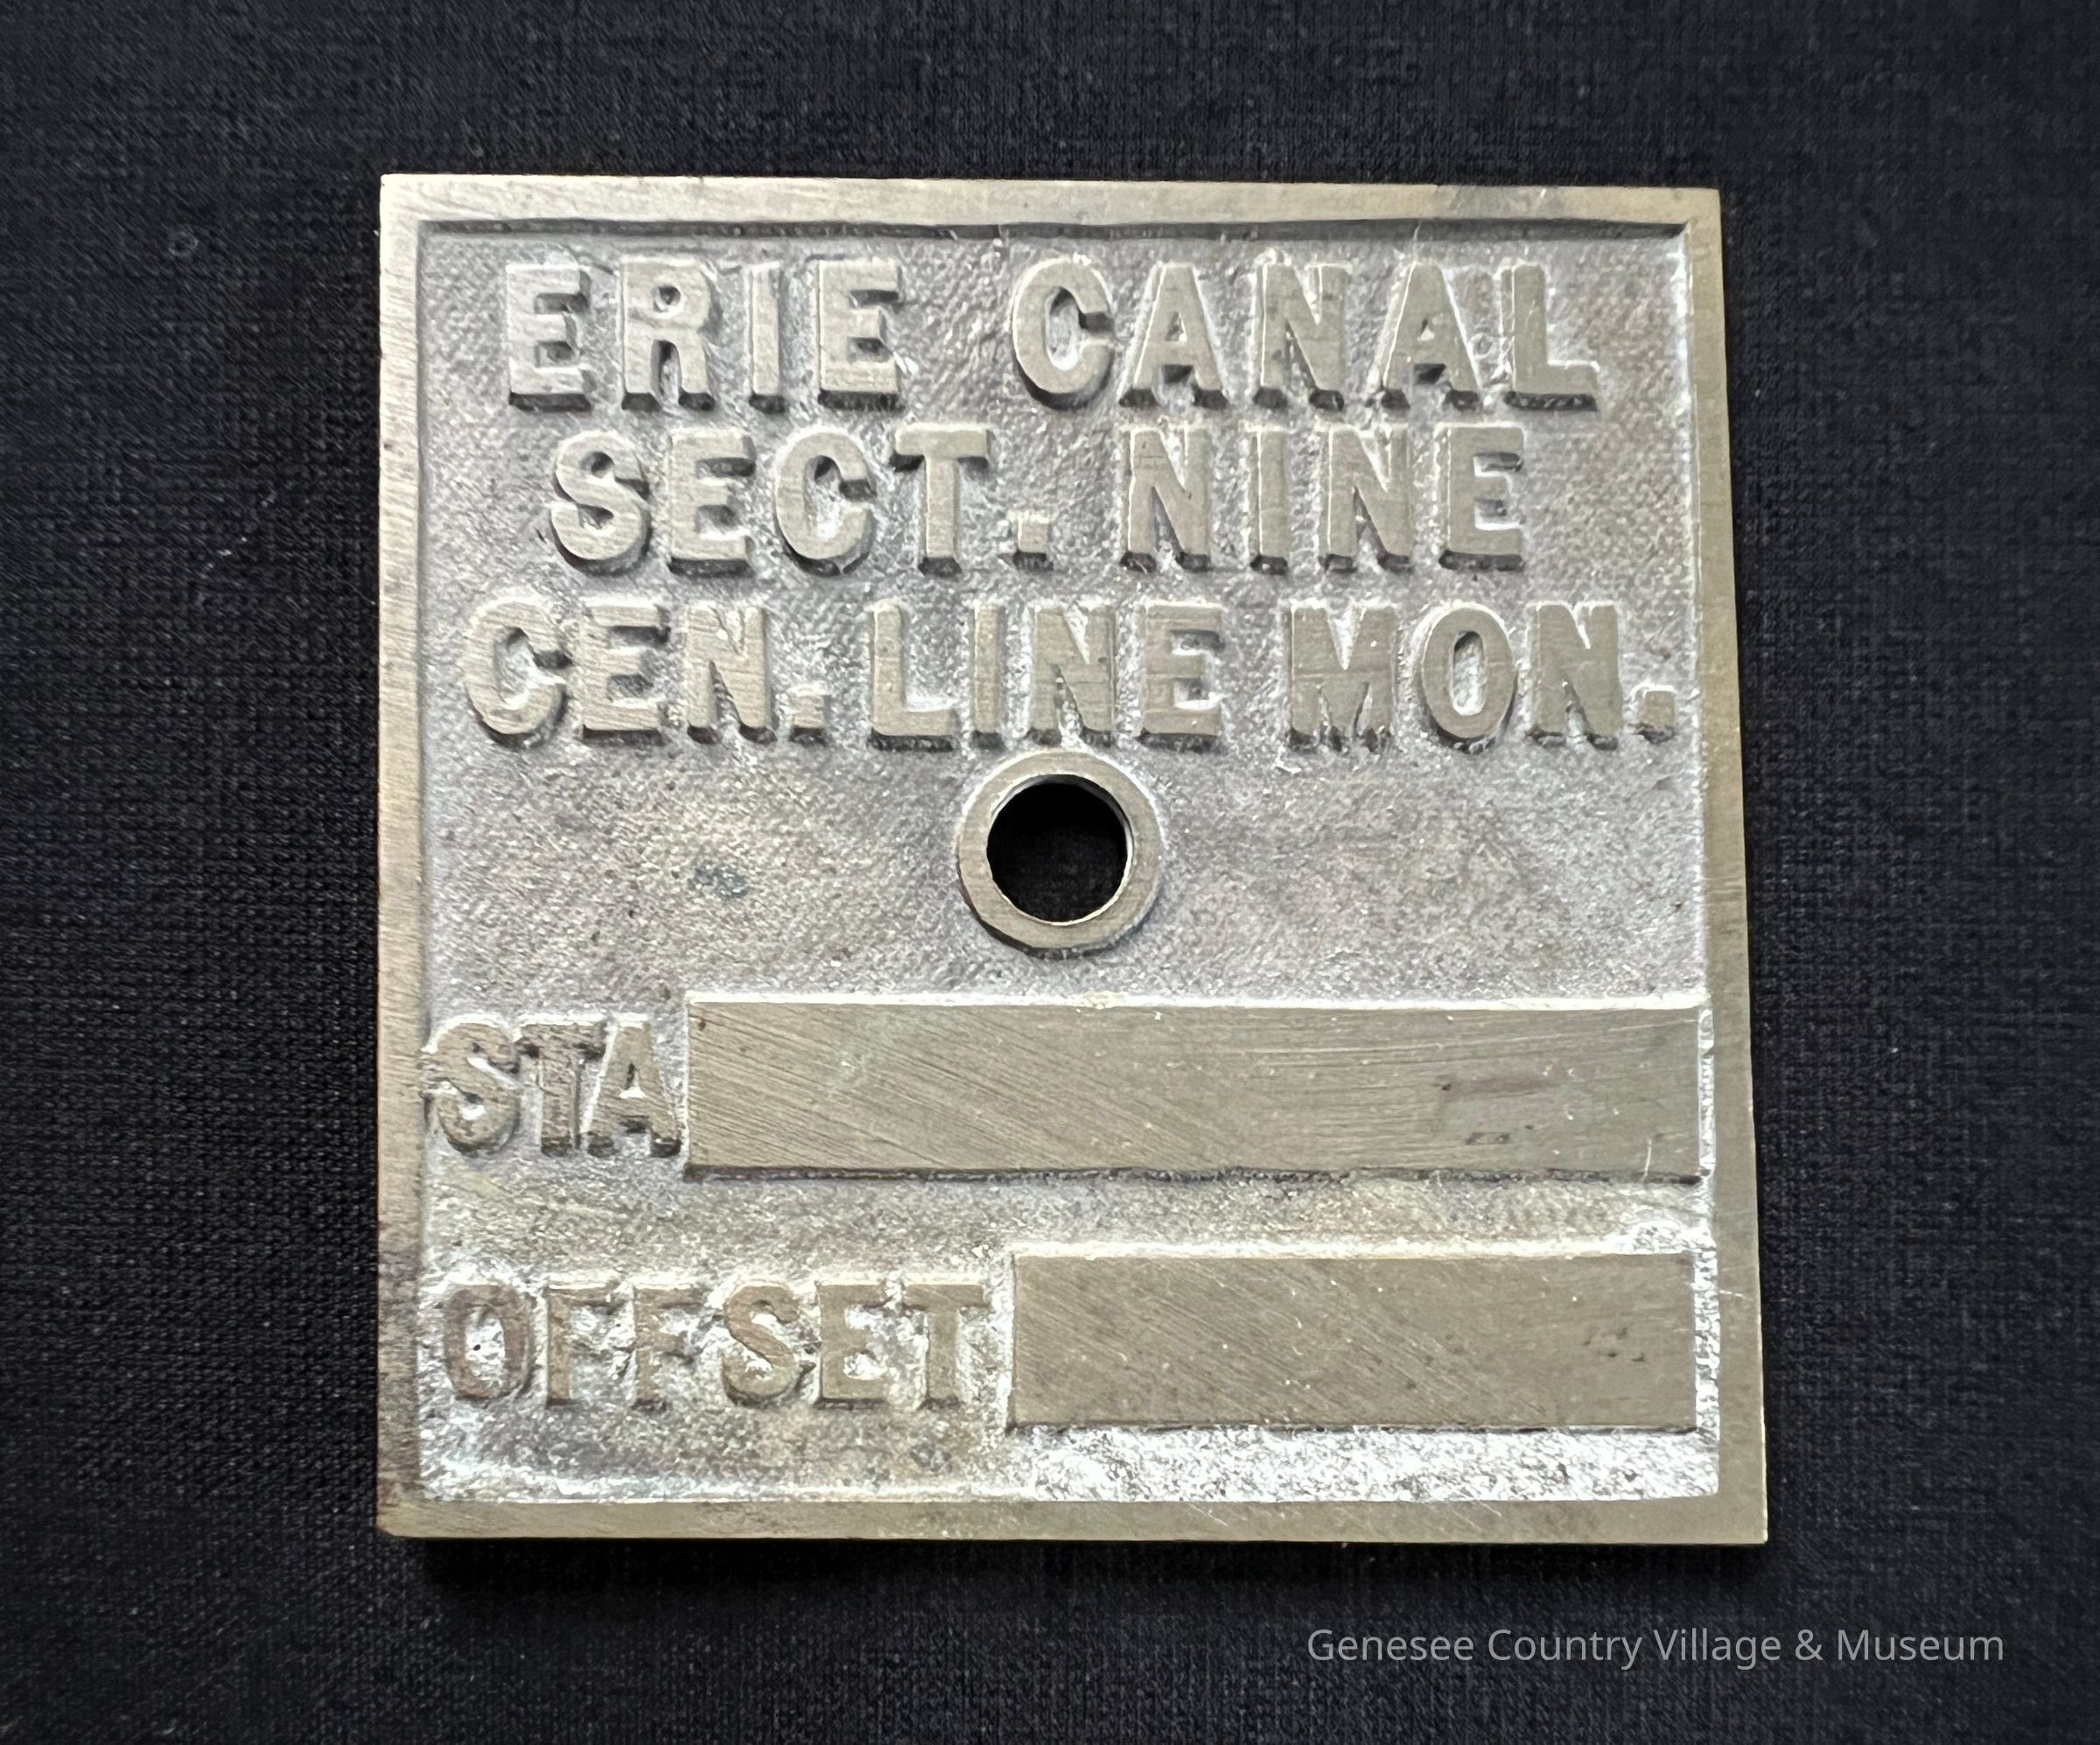 ERIE CANAL
SECT. NINE
CEN. LINE MON.
STA
OFFSET
Genesee Country Village & Museum